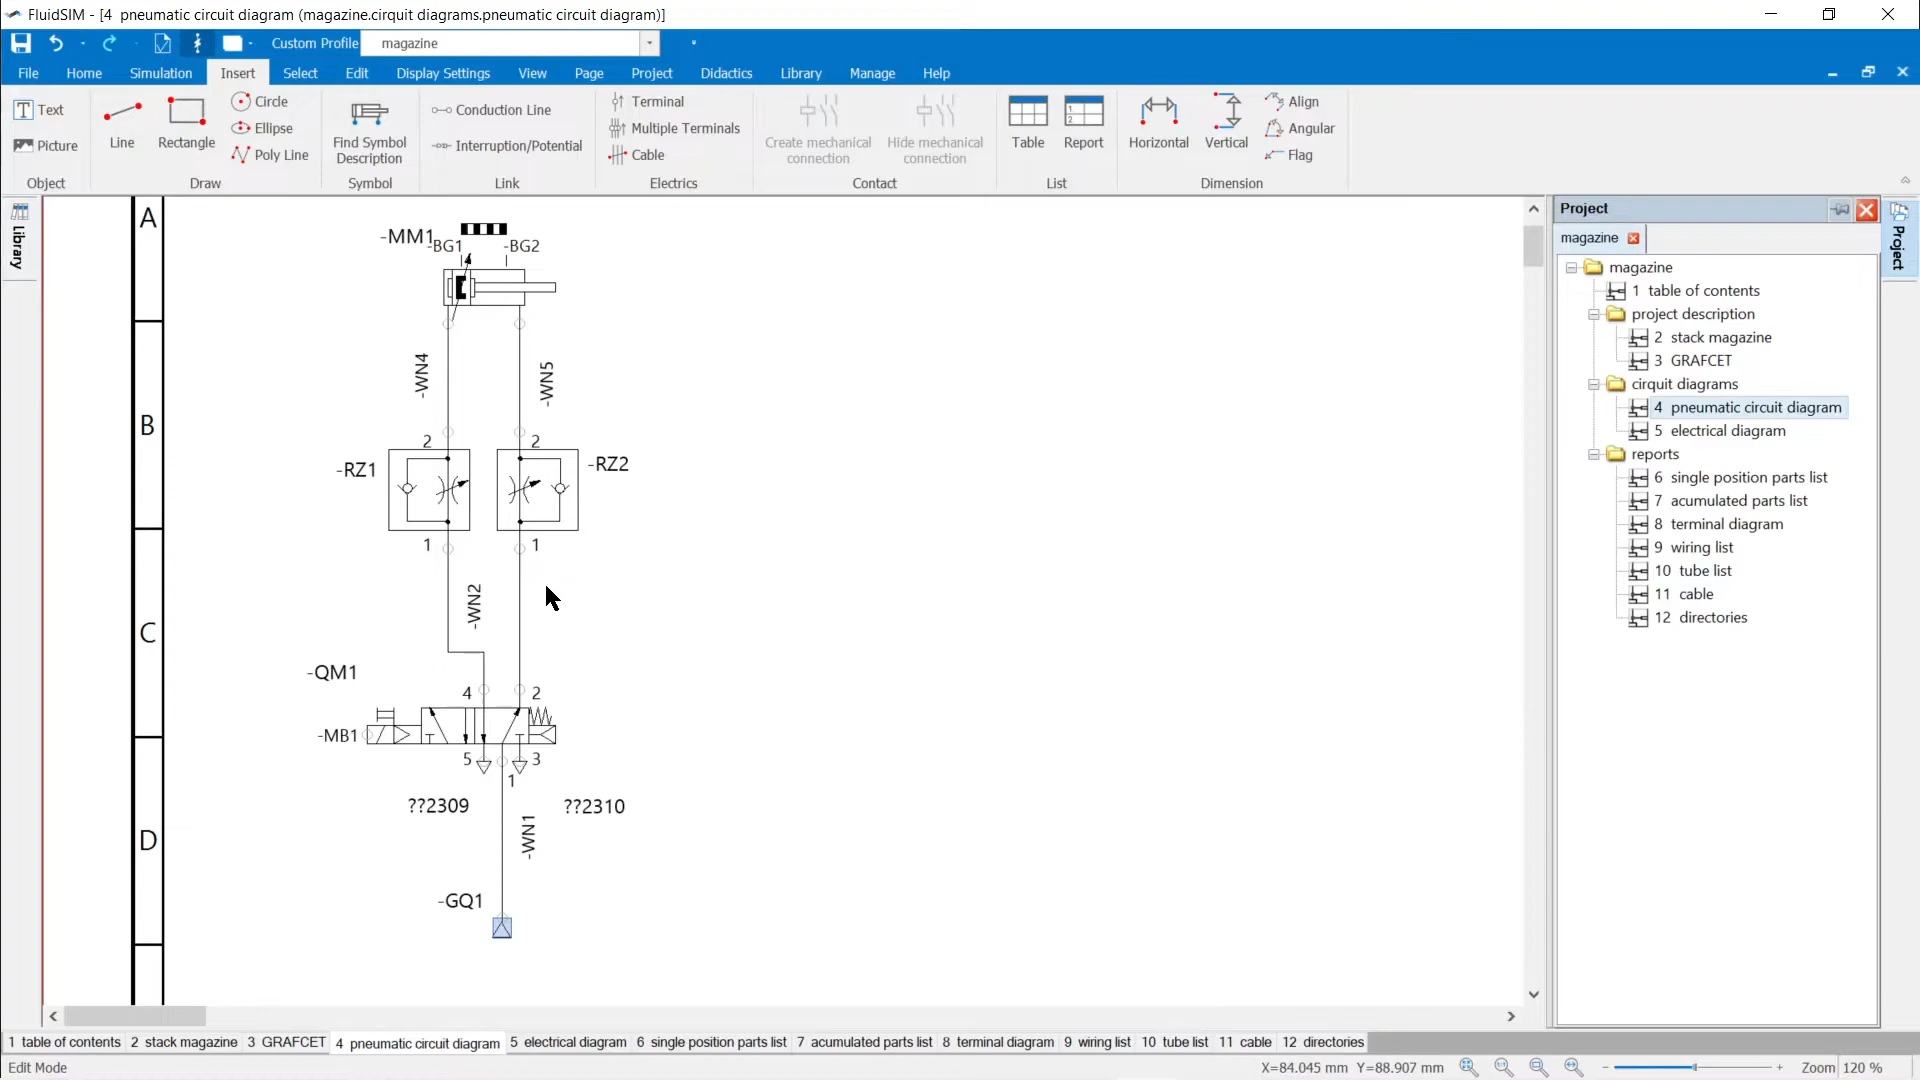 FluidSIM - [4  pneumatic circuit diagram (magazine.cirquit diagrams.pneumatic circuit diagram)]
Custom Profile magazine
File Home Simulation Insert Select Edit Display Settings View Page Project Didactics Library Manage Help
Text
Picture
Object
Line
Rectangle
Circle
Ellipse
Poly Line
Draw
Find Symbol
Description
Symbol
Conduction Line
Interruption/Potential
Link
Terminal
Multiple Terminals
Cable
Electrics
Create mechanical
connection
Hide mechanical
connection
Contact
Table
Report
List
Horizontal
Vertical
Align
Angular
Flag
Dimension
Library
A
B
C
D
-MM1
-BG1
-BG2
-WN4
-WN5
2
2
-RZ1
-RZ2
1
1
-WN2
-QM1
4
2
-MB1
5
3
1
??2309
??2310
-WN1
-GQ1
Project
magazine
magazine
1  table of contents
project description
2  stack magazine
3  GRAFCET
cirquit diagrams
4  pneumatic circuit diagram
5  electrical diagram
reports
6  single position parts list
7  acumulated parts list
8  terminal diagram
9  wiring list
10  tube list
11  cable
12  directories
Project
1 table of contents 2 stack magazine 3 GRAFCET 4 pneumatic circuit diagram 5 electrical diagram 6 single position parts list 7 acumulated parts list 8 terminal diagram 9 wiring list 10 tube list 11 cable 12 directories
Edit Mode X=84.045 mm Y=88.907 mm − + Zoom 120 %